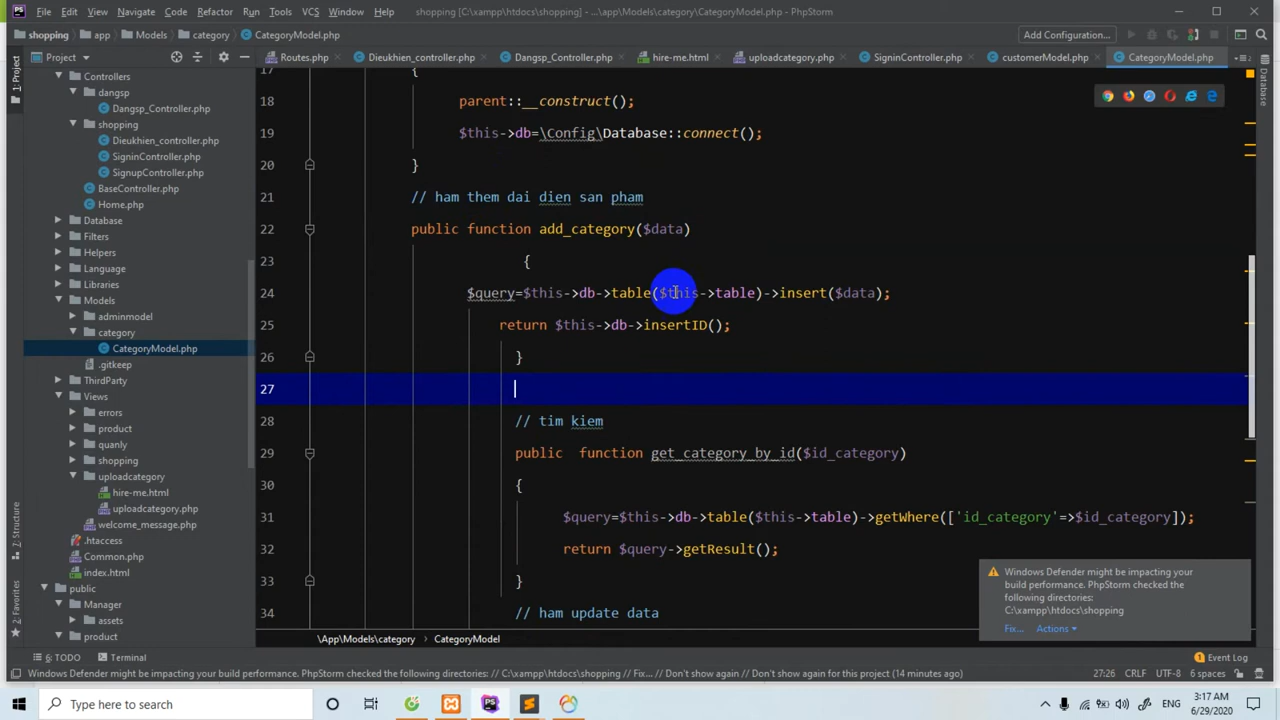 File Edit View Navigate Code Refactor Run Tools VCS Window Help shopping [C:\xampp\htdocs\shopping] - ...\app\Models\category\CategoryModel.php - PhpStorm
shopping app Models category CategoryModel.php Add Configuration...
Project Routes.php Dieukhien_controller.php Dangsp_Controller.php hire-me.html uploadcategory.php SigninController.php customerModel.php CategoryModel.php
1: Project
Database
Controllers
dangsp
Dangsp_Controller.php
shopping
Dieukhien_controller.php
SigninController.php
SignupController.php
BaseController.php
Home.php
Database
Filters
Helpers
Language
Libraries
Models
adminmodel
category
CategoryModel.php
.gitkeep
ThirdParty
Views
errors
product
quanly
shopping
uploadcategory
hire-me.html
uploadcategory.php
welcome_message.php
.htaccess
Common.php
index.html
public
Manager
assets
product
7: Structure
2: Favorites
17 {
18 parent::__construct();
19 $this->db=\Config\Database::connect();
20 }
21 // ham them dai dien san pham
22 public function add_category($data)
23 {
24 $query=$this->db->table($this->table)->insert($data);
25 return $this->db->insertID();
26 }
27
28 // tim kiem
29 public function get_category_by_id($id_category)
30 {
31 $query=$this->db->table($this->table)->getWhere(['id_category'=>$id_category]);
32 return $query->getResult();
33 }
34 // ham update data
Windows Defender might be impacting your
build performance. PhpStorm checked the
following directories:
C:\xampp\htdocs\shopping
Fix... Actions
\App\Models\category CategoryModel
6: TODO Terminal Event Log
1
Windows Defender might be impacting your build performance. PhpStorm checked the following directories: // C:\xampp\htdocs\shopping // Fix... // Don't show again // Don't show again for this project (14 minutes ago) 27:26 CRLF UTF-8 6 spaces
Type here to search
ENG
3:17 AM
6/29/2020